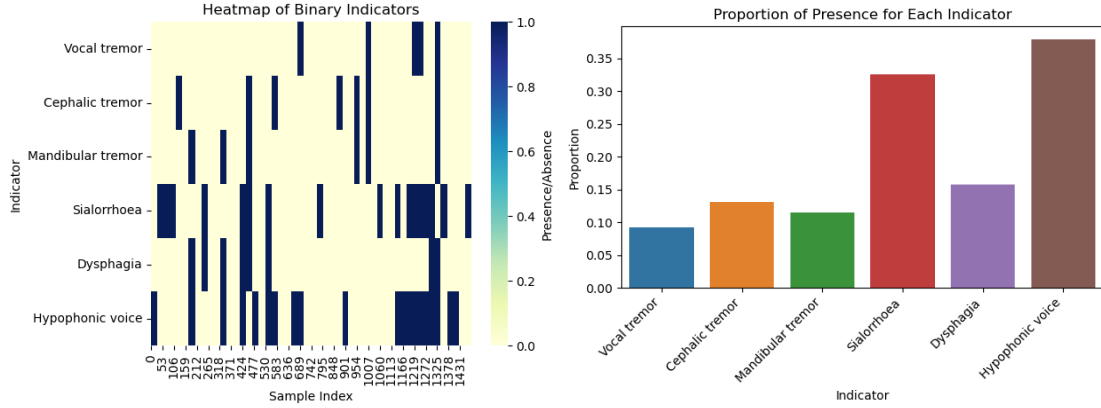 Heatmap of Binary Indicators
Indicator
Vocal tremor
Cephalic tremor
Mandibular tremor
Sialorrhoea
Dysphagia
Hypophonic voice
0
53
106
159
212
265
318
371
424
477
530
583
636
689
742
795
848
901
954
1007
1060
1113
1166
1219
1272
1325
1378
1431
Sample Index
1.0
0.8
0.6
0.4
0.2
0.0
Presence/Absence
Proportion of Presence for Each Indicator
Proportion
0.35
0.30
0.25
0.20
0.15
0.10
0.05
0.00
Vocal tremor
Cephalic tremor
Mandibular tremor
Sialorrhoea
Dysphagia
Hypophonic voice
Indicator